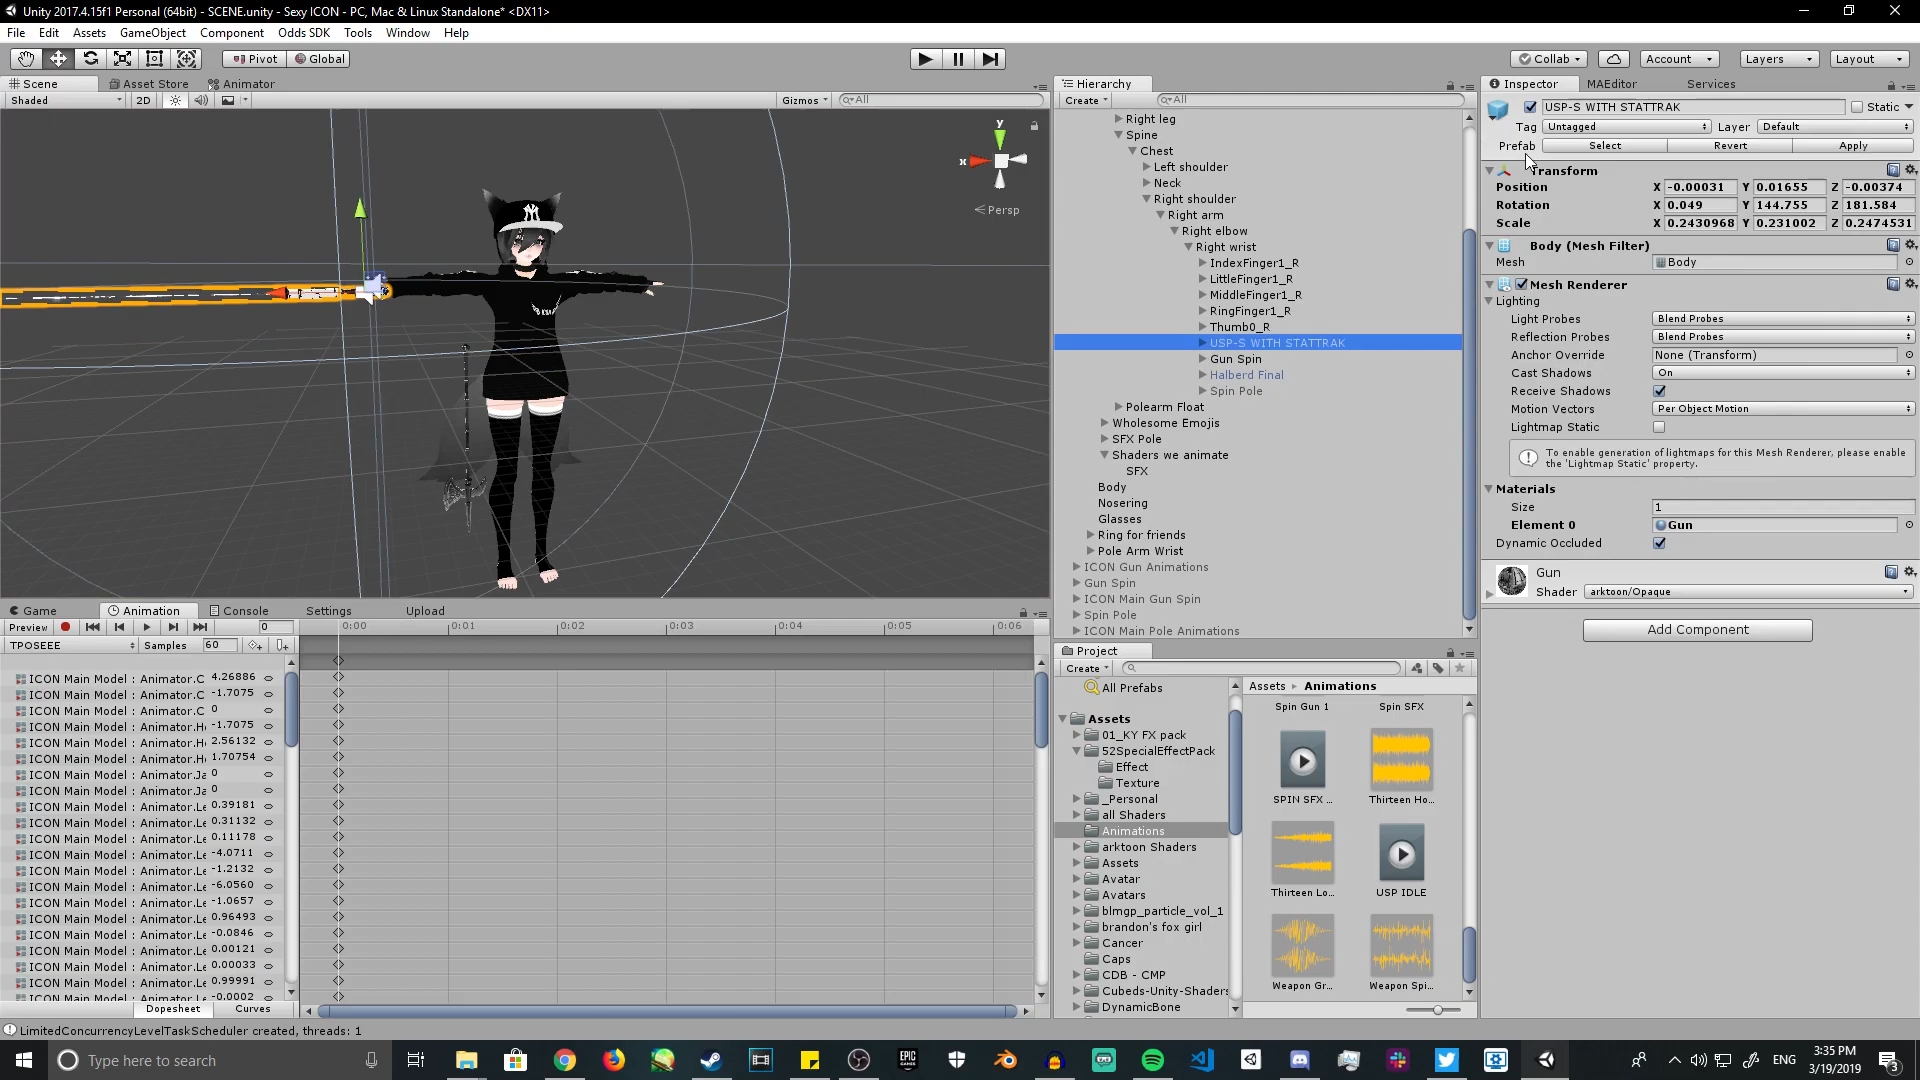 Unity 2017.4.15f1 Personal (64bit) - SCENE.unity - Sexy ICON - PC, Mac & Linux Standalone* <DX11>
File Edit Assets GameObject Component Odds SDK Tools Window Help
Pivot Global Collab Account Layers Layout
Scene Asset Store Animator
Shaded 2D Gizmos All
y
x
Persp
Hierarchy
Create All
Right leg
Spine
Chest
Left shoulder
Neck
Right shoulder
Right arm
Right elbow
Right wrist
IndexFinger1_R
LittleFinger1_R
MiddleFinger1_R
RingFinger1_R
Thumb0_R
USP-S WITH STATTRAK
Gun Spin
Halberd Final
Spin Pole
Polearm Float
Wholesome Emojis
SFX Pole
Shaders we animate
SFX
Body
Nosering
Glasses
Ring for friends
Pole Arm Wrist
ICON Gun Animations
Gun Spin
ICON Main Gun Spin
Spin Pole
ICON Main Pole Animations
Inspector MAEditor Services
USP-S WITH STATTRAK Static
Tag Untagged Layer Default
Prefab Select Revert Apply
Transform
Position X -0.00031 Y 0.01655 Z -0.00374
Rotation X 0.049 Y 144.755 Z 181.584
Scale X 0.2430968 Y 0.231002 Z 0.2474531
Body (Mesh Filter)
Mesh Body
Mesh Renderer
Lighting
Light Probes Blend Probes
Reflection Probes Blend Probes
Anchor Override None (Transform)
Cast Shadows On
Receive Shadows
Motion Vectors Per Object Motion
Lightmap Static
To enable generation of lightmaps for this Mesh Renderer, please enable
the 'Lightmap Static' property.
Materials
Size 1
Element 0 Gun
Dynamic Occluded
Gun
Shader arktoon/Opaque
Add Component
Game Animation Console Settings Upload
Preview 0 0:00 0:01 0:02 0:03 0:04 0:05 0:06
TPOSEEE Samples 60
ICON Main Model : Animator.C 4.26886
ICON Main Model : Animator.C -1.7075
ICON Main Model : Animator.C 0
ICON Main Model : Animator.H -1.7075
ICON Main Model : Animator.H 2.56132
ICON Main Model : Animator.H 1.70754
ICON Main Model : Animator.Ja 0
ICON Main Model : Animator.Ja 0
ICON Main Model : Animator.Le 0.39181
ICON Main Model : Animator.Le 0.31132
ICON Main Model : Animator.Le 0.11178
ICON Main Model : Animator.Le -4.0711
ICON Main Model : Animator.Le -1.2132
ICON Main Model : Animator.Le -6.0560
ICON Main Model : Animator.Le -1.0657
ICON Main Model : Animator.Le 0.96493
ICON Main Model : Animator.Le -0.0846
ICON Main Model : Animator.Le 0.00121
ICON Main Model : Animator.Le 0.00033
ICON Main Model : Animator.Le 0.99991
ICON Main Model : Animator.Le -0.0002
Dopesheet Curves
Project
Create
All Prefabs
Assets
01_KY FX pack
52SpecialEffectPack
Effect
Texture
_Personal
all Shaders
Animations
arktoon Shaders
Assets
Avatar
Avatars
blmgp_particle_vol_1
brandon's fox girl
Cancer
Caps
CDB - CMP
Cubeds-Unity-Shaders
DynamicBone
Assets Animations
Spin Gun 1 Spin SFX
SPIN SFX ... Thirteen Ho...
Thirteen Lo... USP IDLE
Weapon Gr... Weapon Spi...
LimitedConcurrencyLevelTaskScheduler created, threads: 1
Type here to search
EPIC GAMES
ENG
3:35 PM
3/19/2019
3